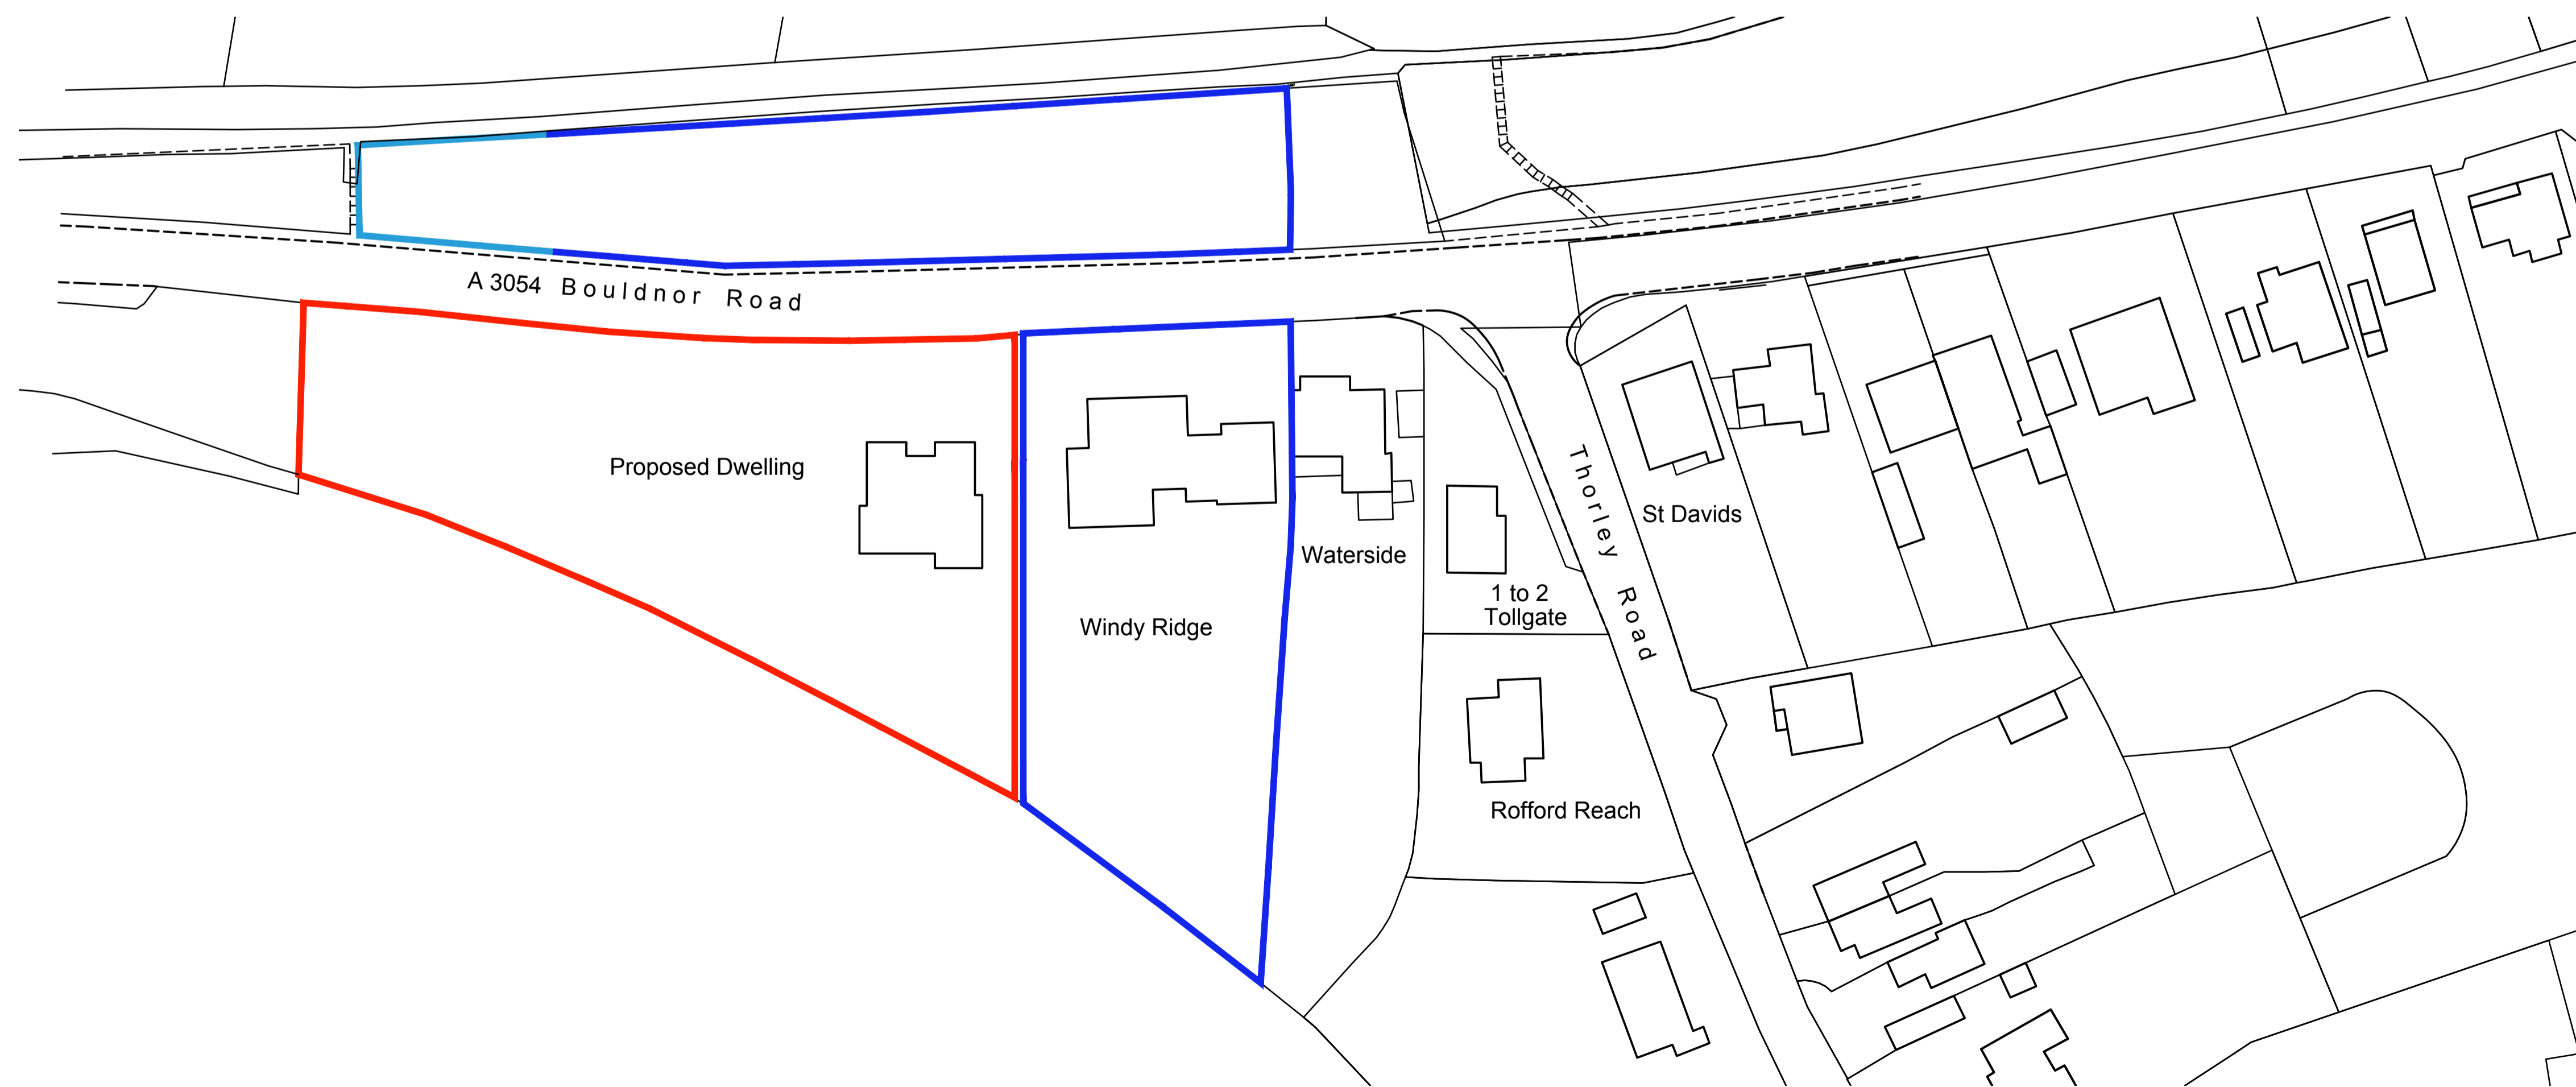 A 3054 Bouldnor Road
Proposed Dwelling
Windy Ridge
Waterside
1 to 2
Tollgate
Thorley Road
St Davids
Rofford Reach